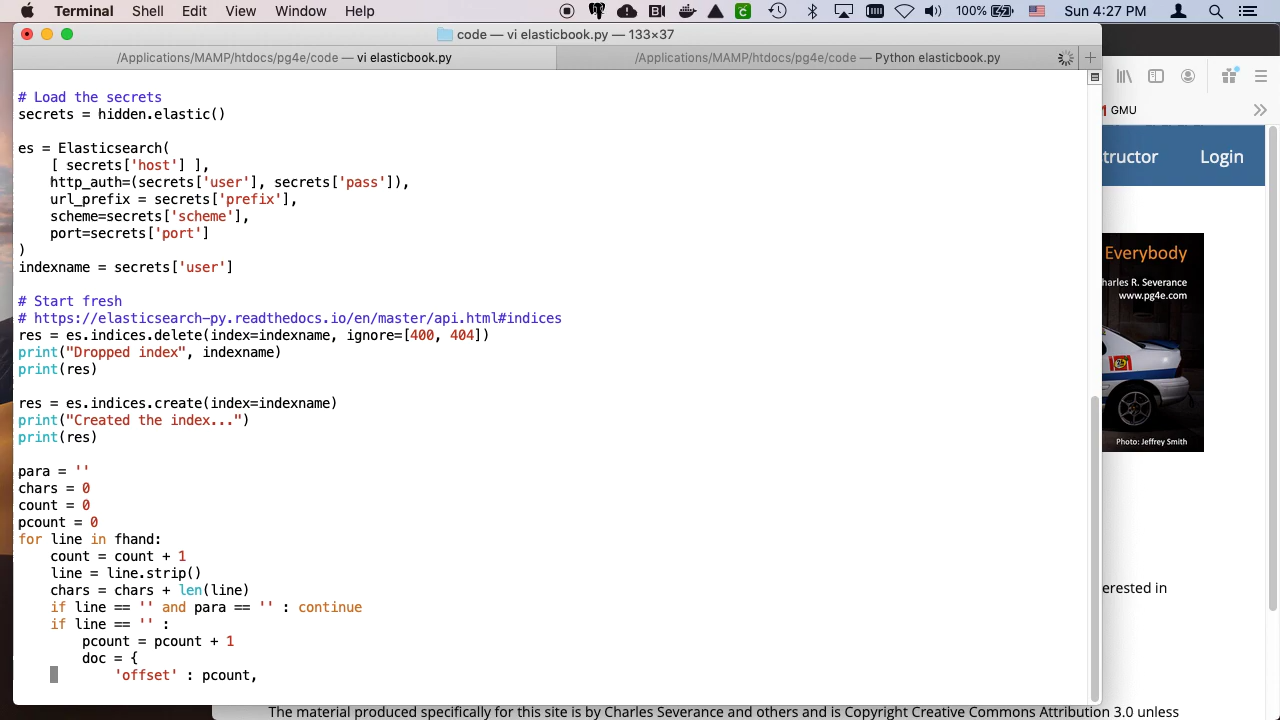 Terminal Shell Edit View Window Help 100% Sun 4:27 PM
code — vi elasticbook.py — 133×37
/Applications/MAMP/htdocs/pg4e/code — vi elasticbook.py
/Applications/MAMP/htdocs/pg4e/code — Python elasticbook.py
# Load the secrets
secrets = hidden.elastic()
es = Elasticsearch(
[ secrets['host'] ],
http_auth=(secrets['user'], secrets['pass']),
url_prefix = secrets['prefix'],
scheme=secrets['scheme'],
port=secrets['port']
)
indexname = secrets['user']
# Start fresh
# https://elasticsearch-py.readthedocs.io/en/master/api.html#indices
res = es.indices.delete(index=indexname, ignore=[400, 404])
print("Dropped index", indexname)
print(res)
res = es.indices.create(index=indexname)
print("Created the index...")
print(res)
para = ''
chars = 0
count = 0
pcount = 0
for line in fhand:
count = count + 1
line = line.strip()
chars = chars + len(line)
if line == '' and para == '' : continue
if line == '' :
pcount = pcount + 1
doc = {
'offset' : pcount,
GMU
tructor Login
Everybody
harles R. Severance
www.pg4e.com
Photo: Jeffrey Smith
erested in
The material produced specifically for this site is by Charles Severance and others and is Copyright Creative Commons Attribution 3.0 unless